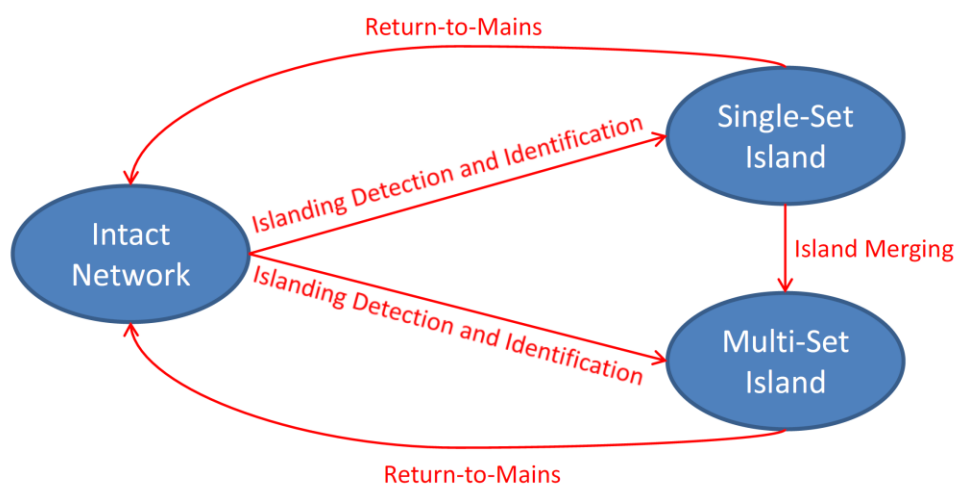 Return-to-Mains
Single-Set
Island
Islanding Detection and Identification
Intact
Network
Island Merging
Islanding Detection and Identification
Multi-Set
Island
Return-to-Mains